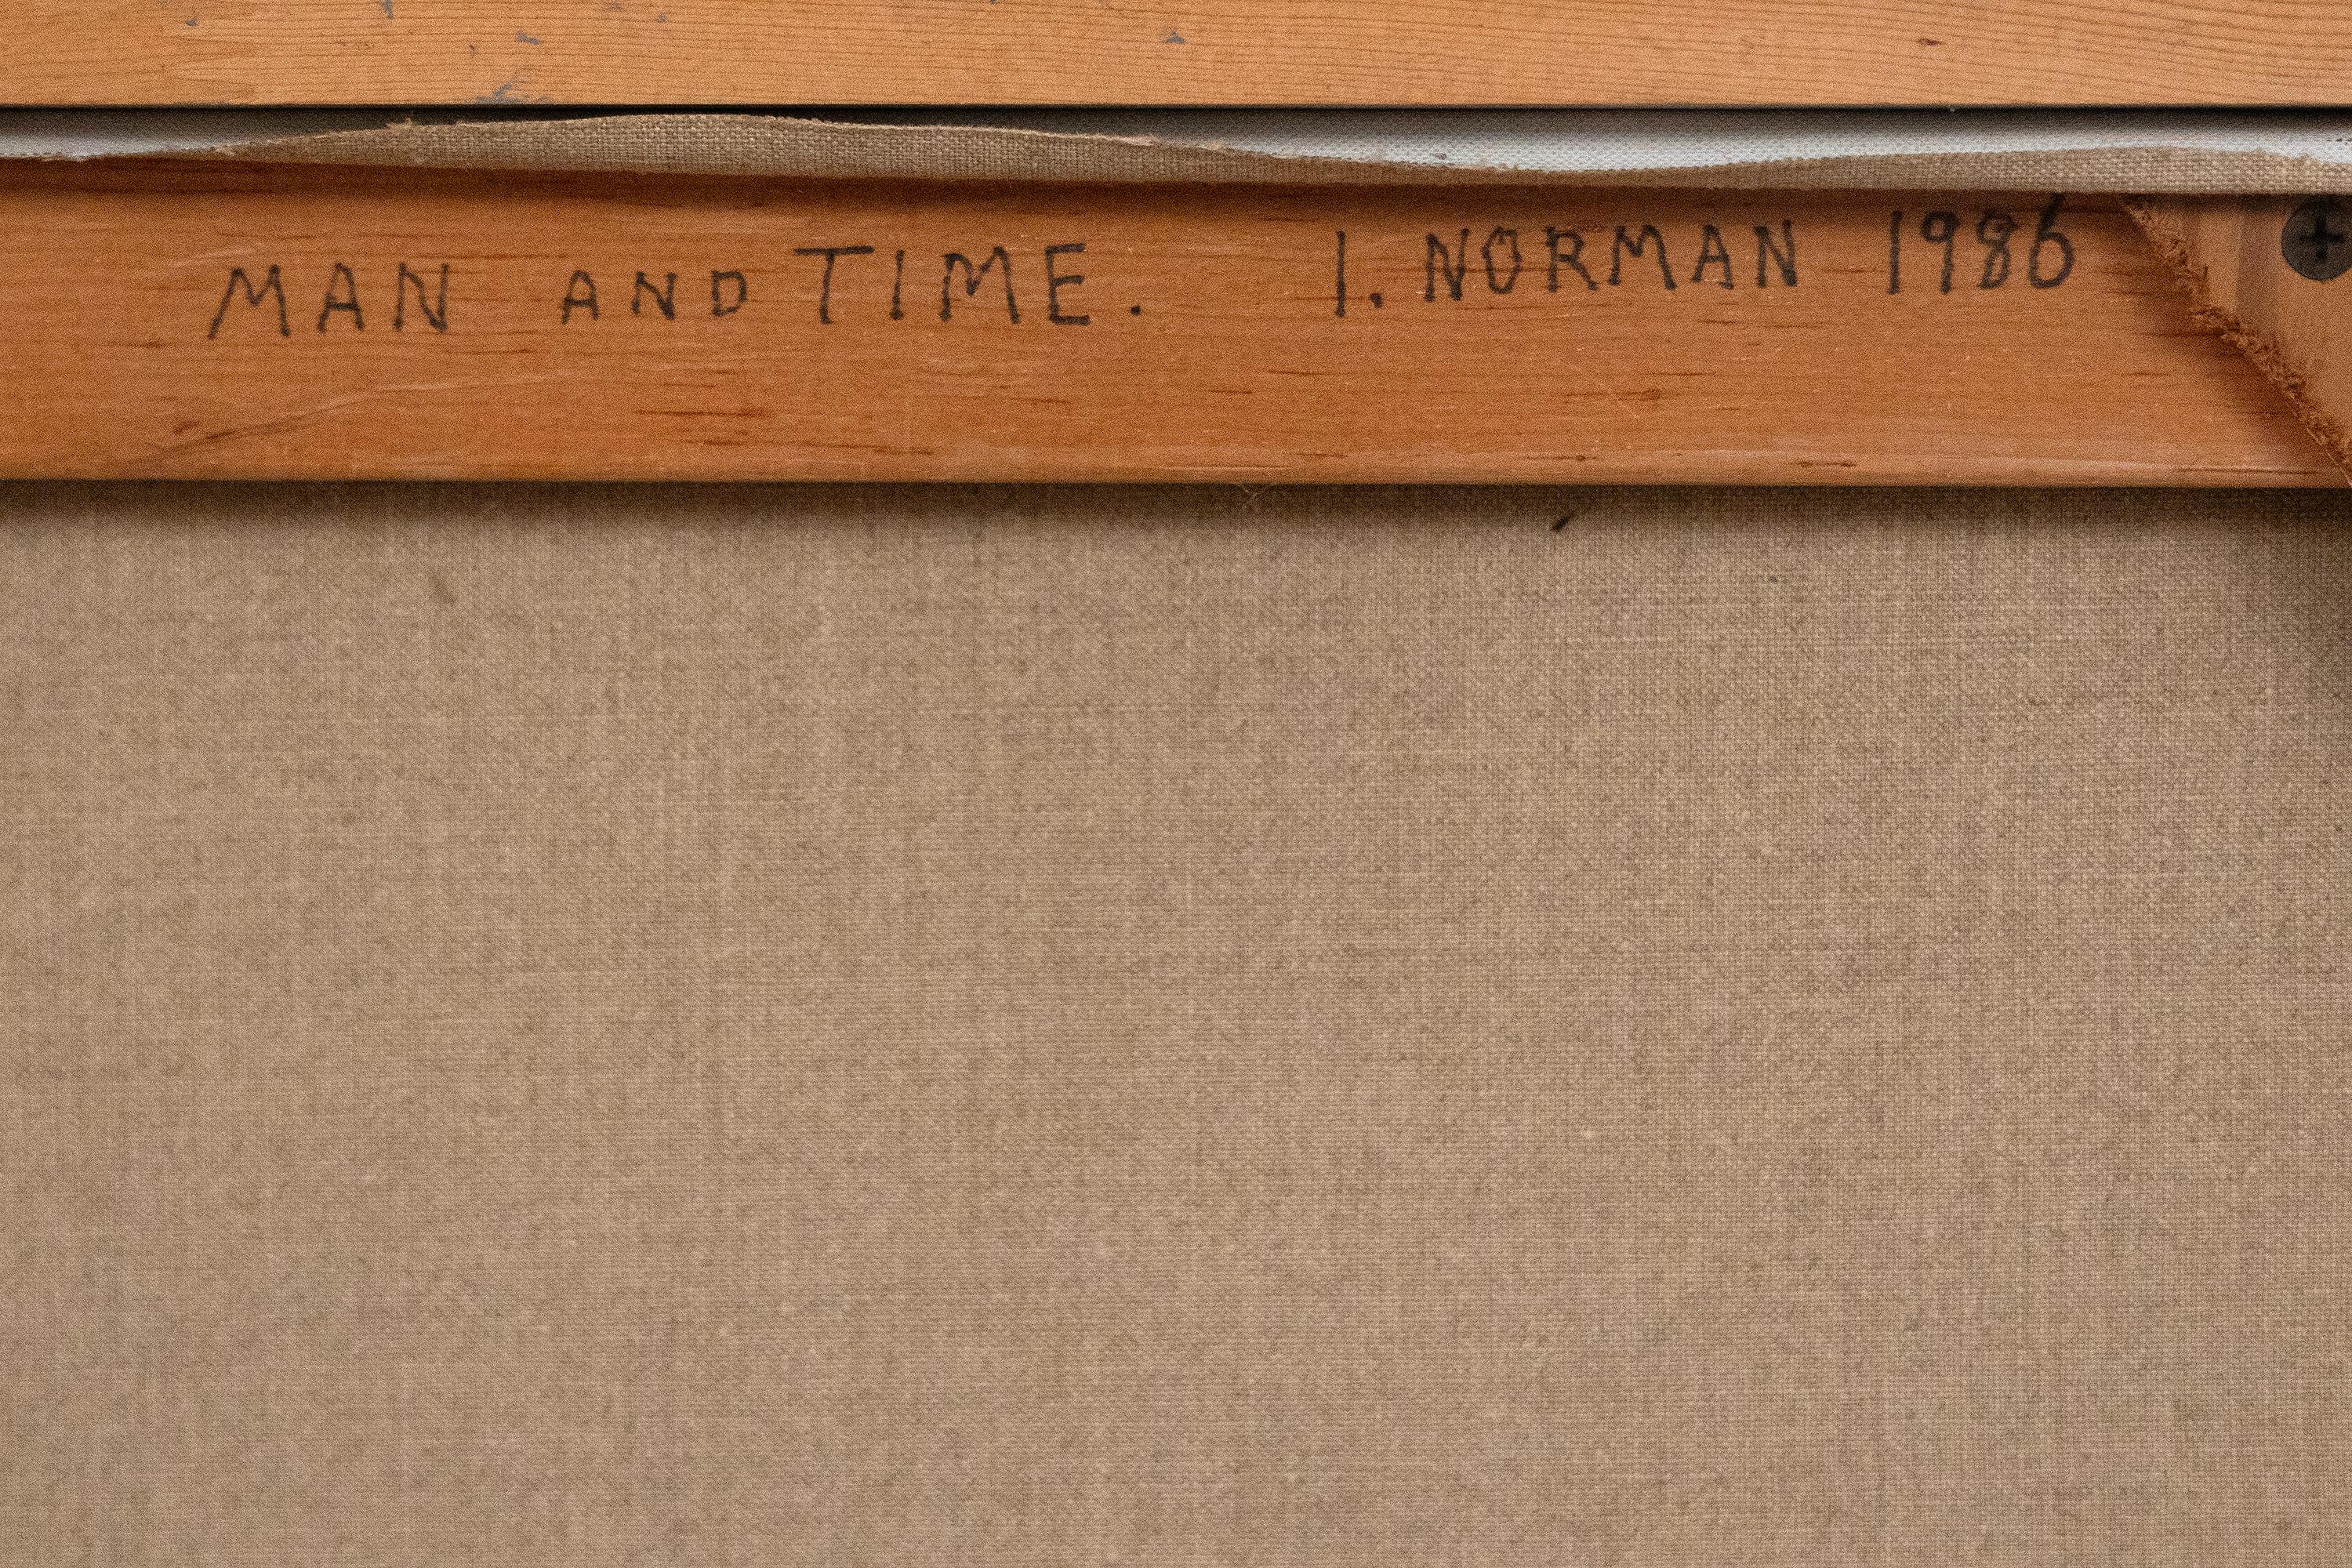 MAN AND TIME. I. NORMAN 1986